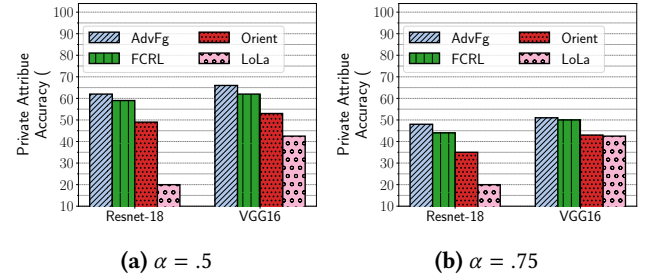 Private Attribue
Accuracy (
100
90
80
70
60
50
40
30
20
10
AdvFg
FCRL
Orient
LoLa
Resnet-18
VGG16
(a) α = .5
Private Attribue
Accuracy (
100
90
80
70
60
50
40
30
20
10
AdvFg
FCRL
Orient
LoLa
Resnet-18
VGG16
(b) α = .75